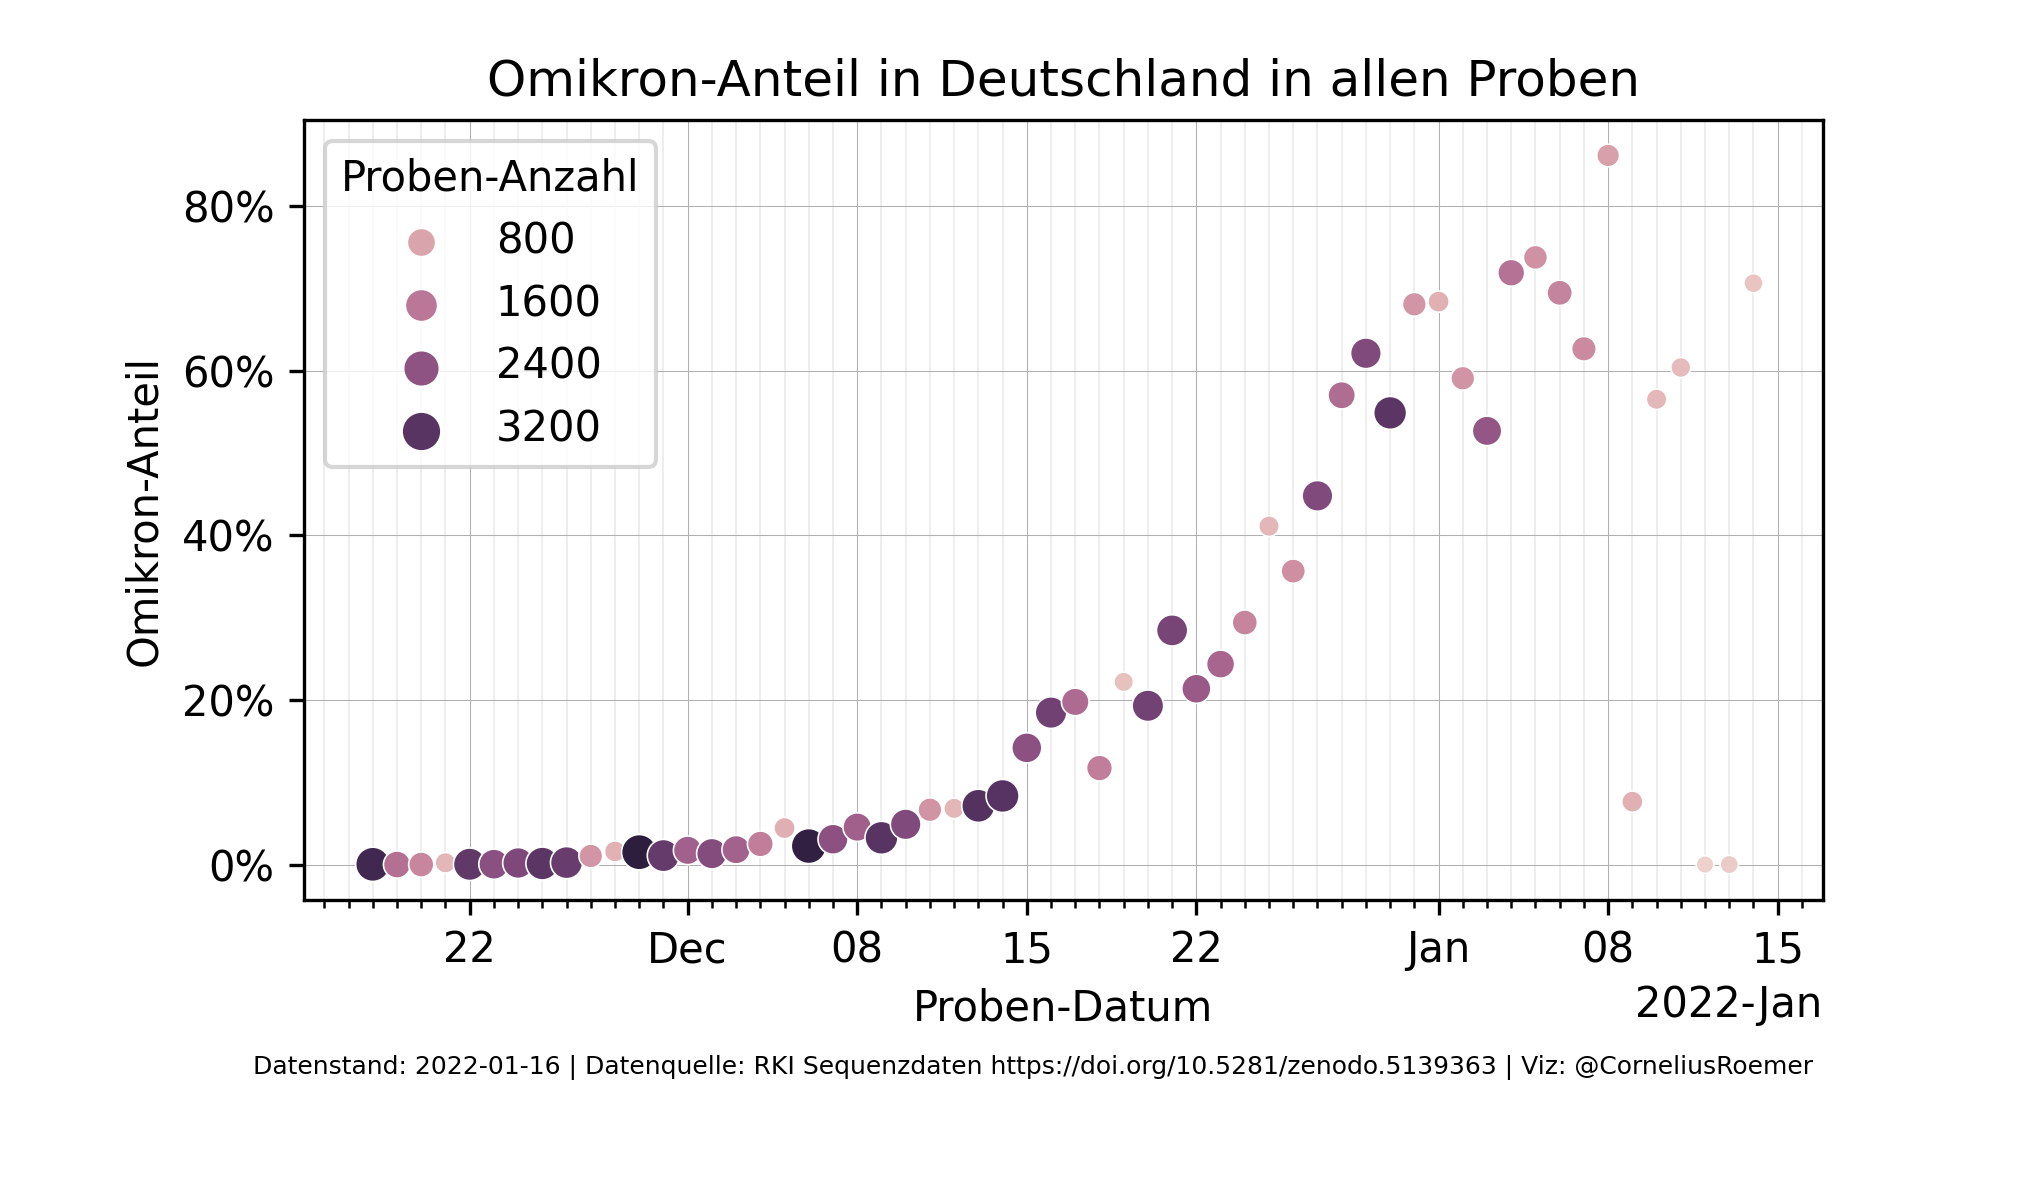 Omikron-Anteil in Deutschland in allen Proben
Proben-Anzahl
800
1600
2400
3200
80%
60%
40%
20%
0%
Omikron-Anteil
22 Dec 08 15 22 Jan 08 15
Proben-Datum
2022-Jan
Datenstand: 2022-01-16 | Datenquelle: RKI Sequenzdaten https://doi.org/10.5281/zenodo.5139363 | Viz: @CorneliusRoemer